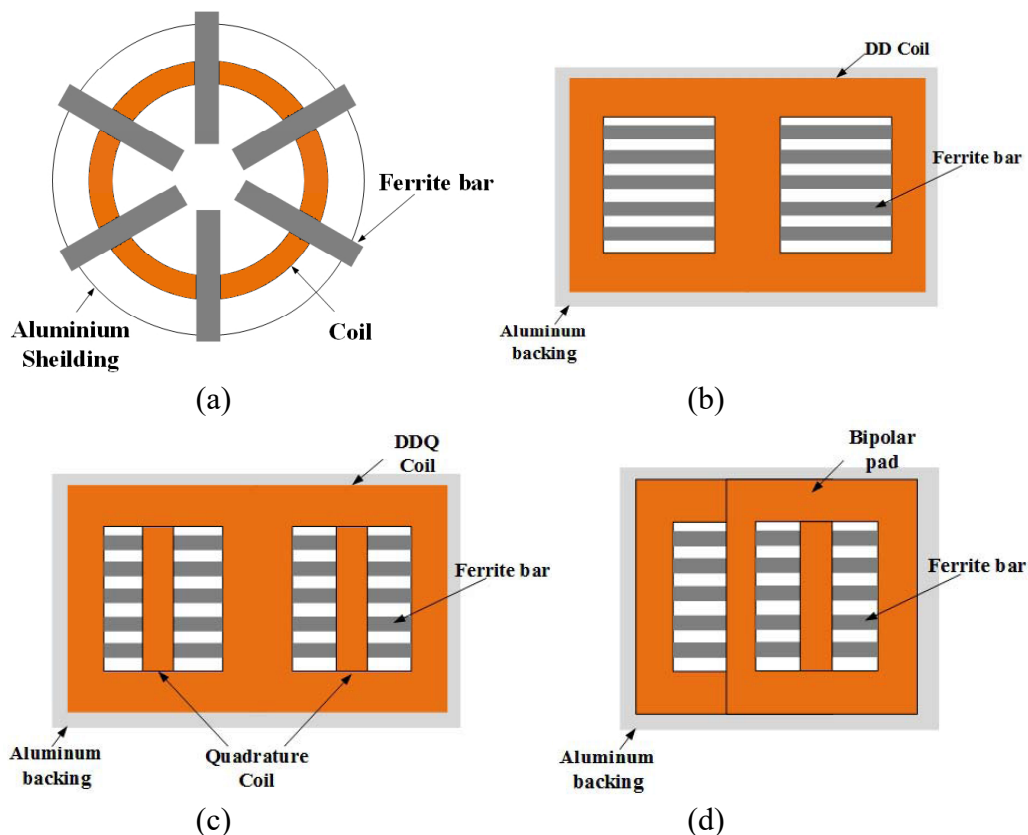 Ferrite bar
Aluminium
Sheilding
Coil
(a)
DD Coil
Ferrite bar
Aluminum
backing
(b)
DDQ
Coil
Ferrite bar
Aluminum
backing
Quadrature
Coil
(c)
Bipolar
pad
Ferrite bar
Aluminum
backing
(d)